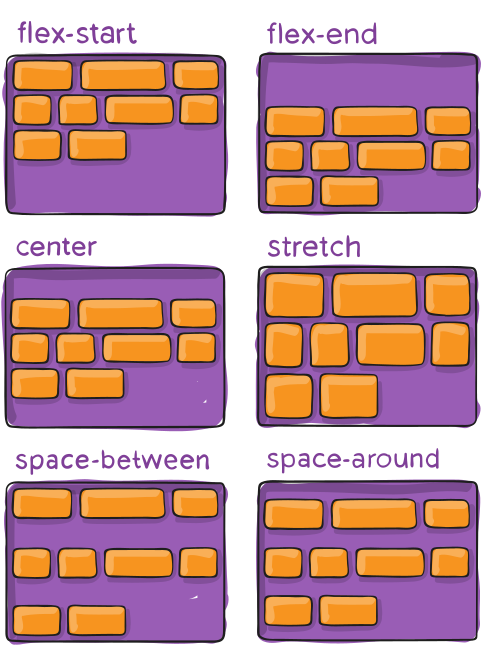 flex-start
flex-end
center
stretch
space-between
space-around